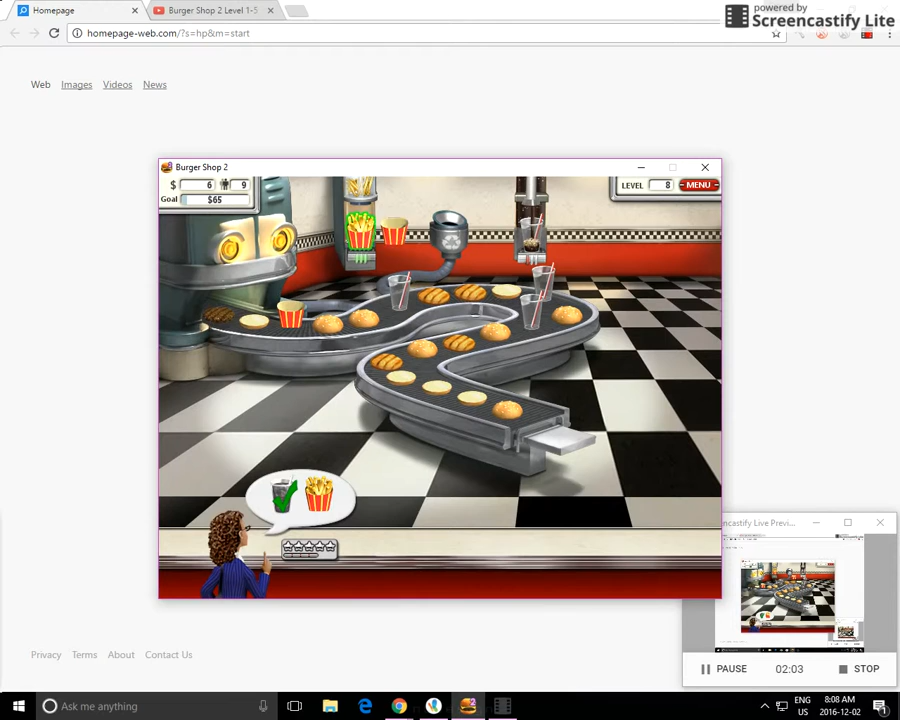 Homepage
Burger Shop 2 Level 1-5
powered by
Screencastify Lite
homepage-web.com/?s=hp&m=start
Web Images Videos News
Burger Shop 2
$ 6 9
Goal $65
LEVEL 8 MENU
ncastify Live Previ...
PAUSE 02:03 STOP
Privacy Terms About Contact Us
Ask me anything
ENG
US
8:08 AM
2016-12-02
1